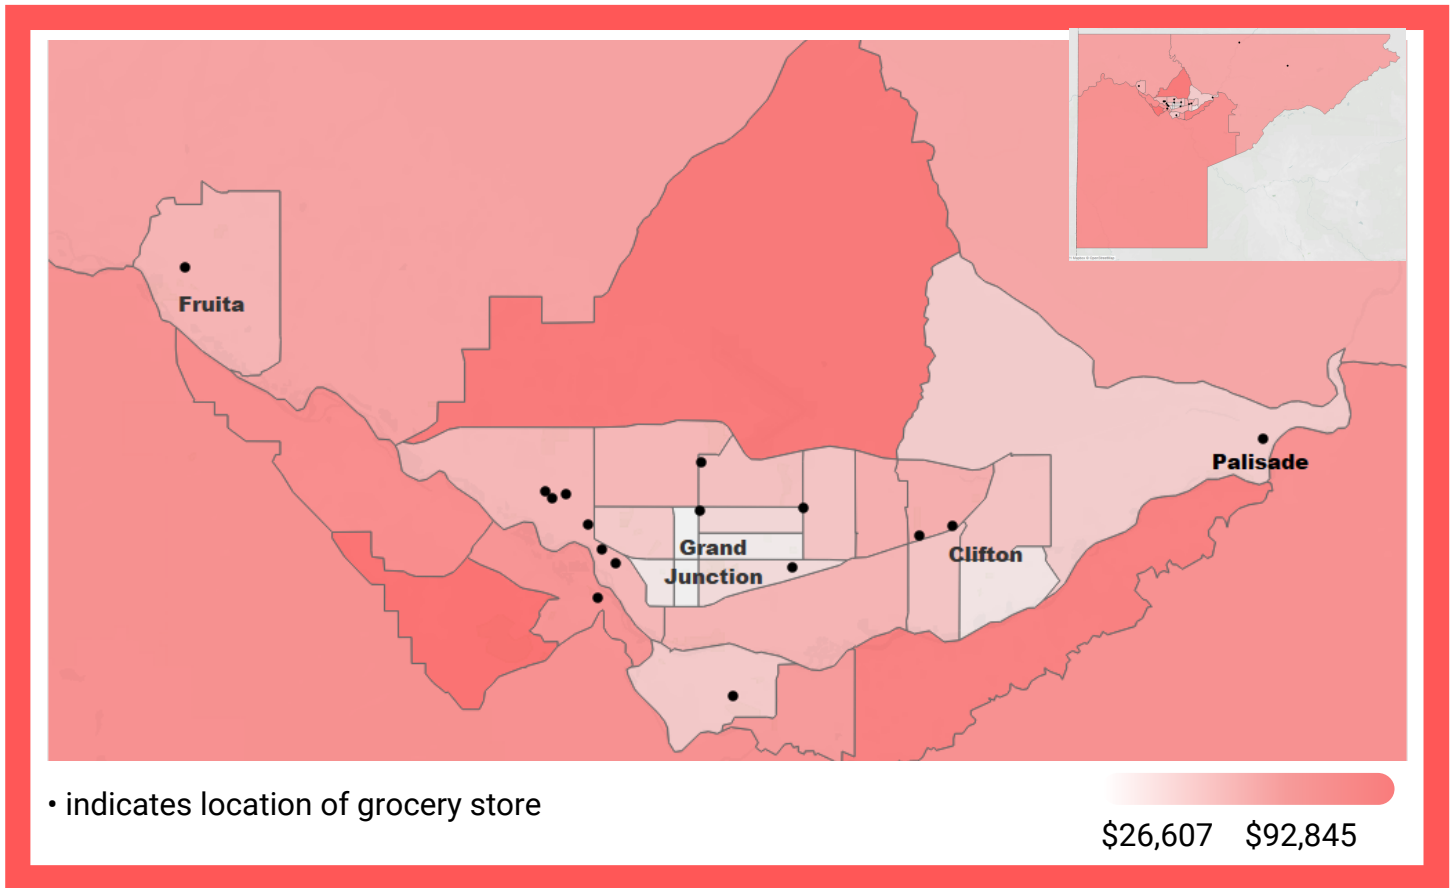 Fruita
Palisade
Grand
Junction
Clifton
• indicates location of grocery store
$26,607 $92,845